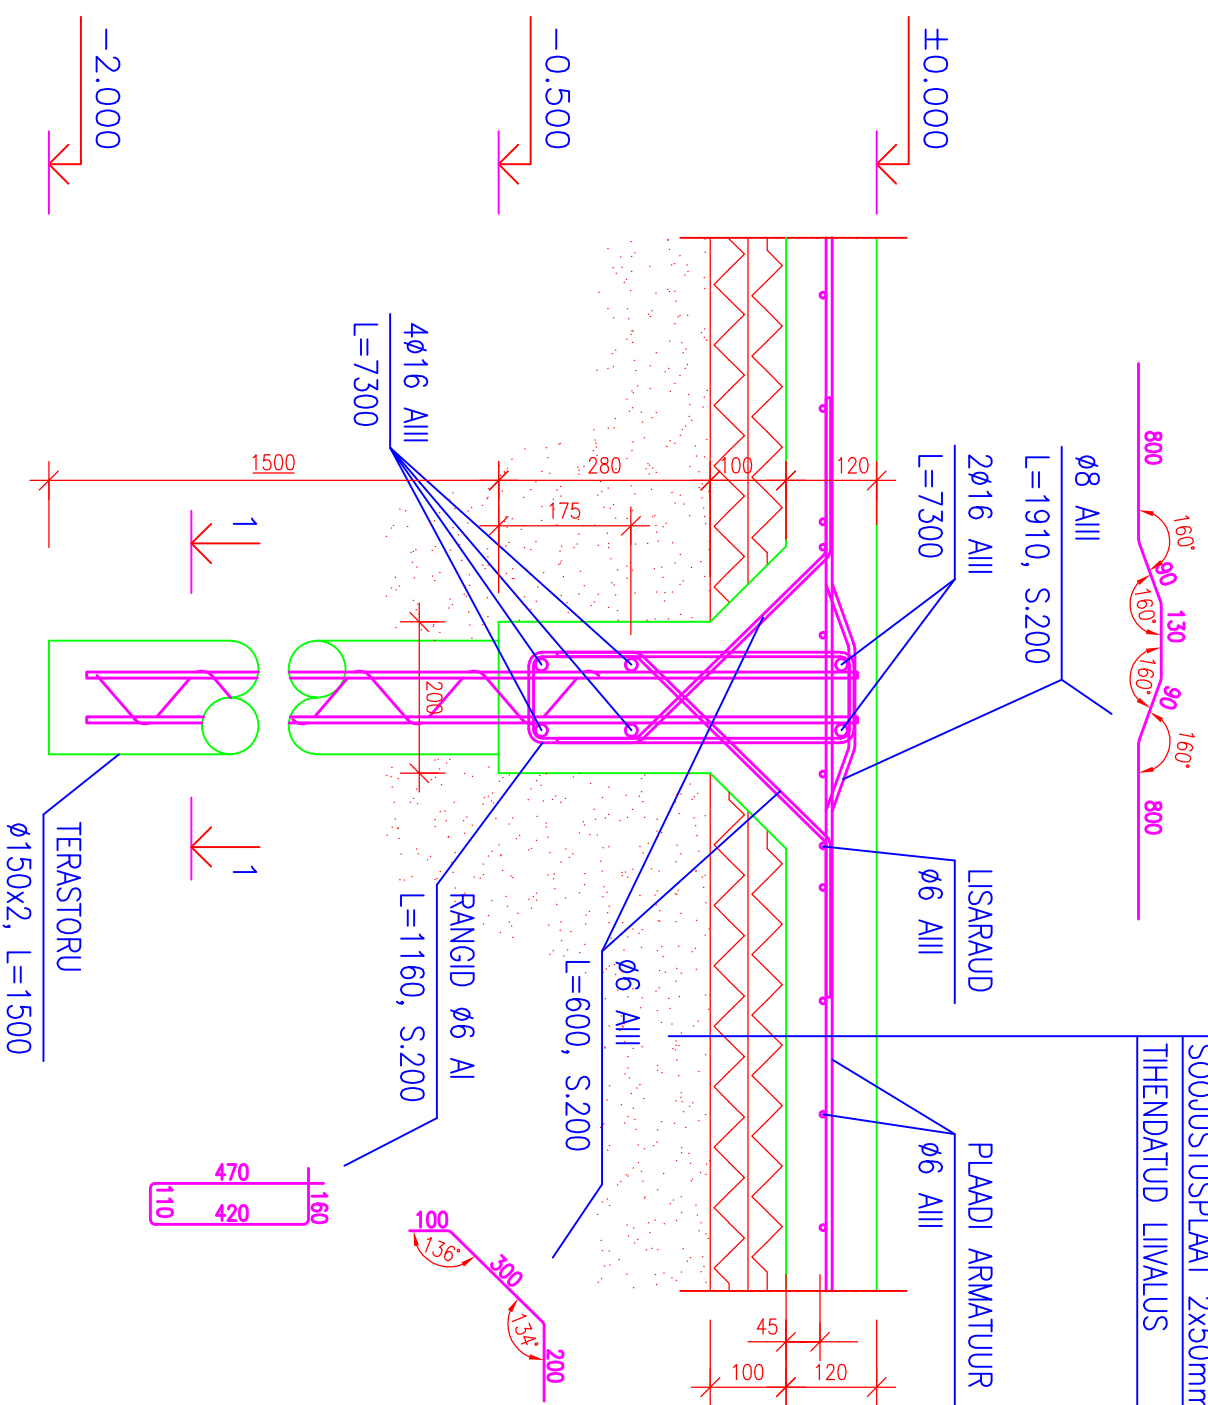 ±0.000
-0.500
-2.000
800
160°
90
160°
130
160°
90
160°
800
Ø8 AIII
L=1910, S.200
2Ø16 AIII
L=7300
LISARAUD
Ø6 AIII
SOOJUSTUSPLAAT 2x50mm
TIHENDATUD LIIVALUS
PLAADI ARMATUUR
Ø6 AIII
4Ø16 AIII
L=7300
1500
280
100
120
175
200
1
1
Ø6 AIII
L=600, S.200
RANGID Ø6 AI
L=1160, S.200
TERASTORU
Ø150x2, L=1500
470
420
110
160
100
136°
300
134°
200
45
100
120